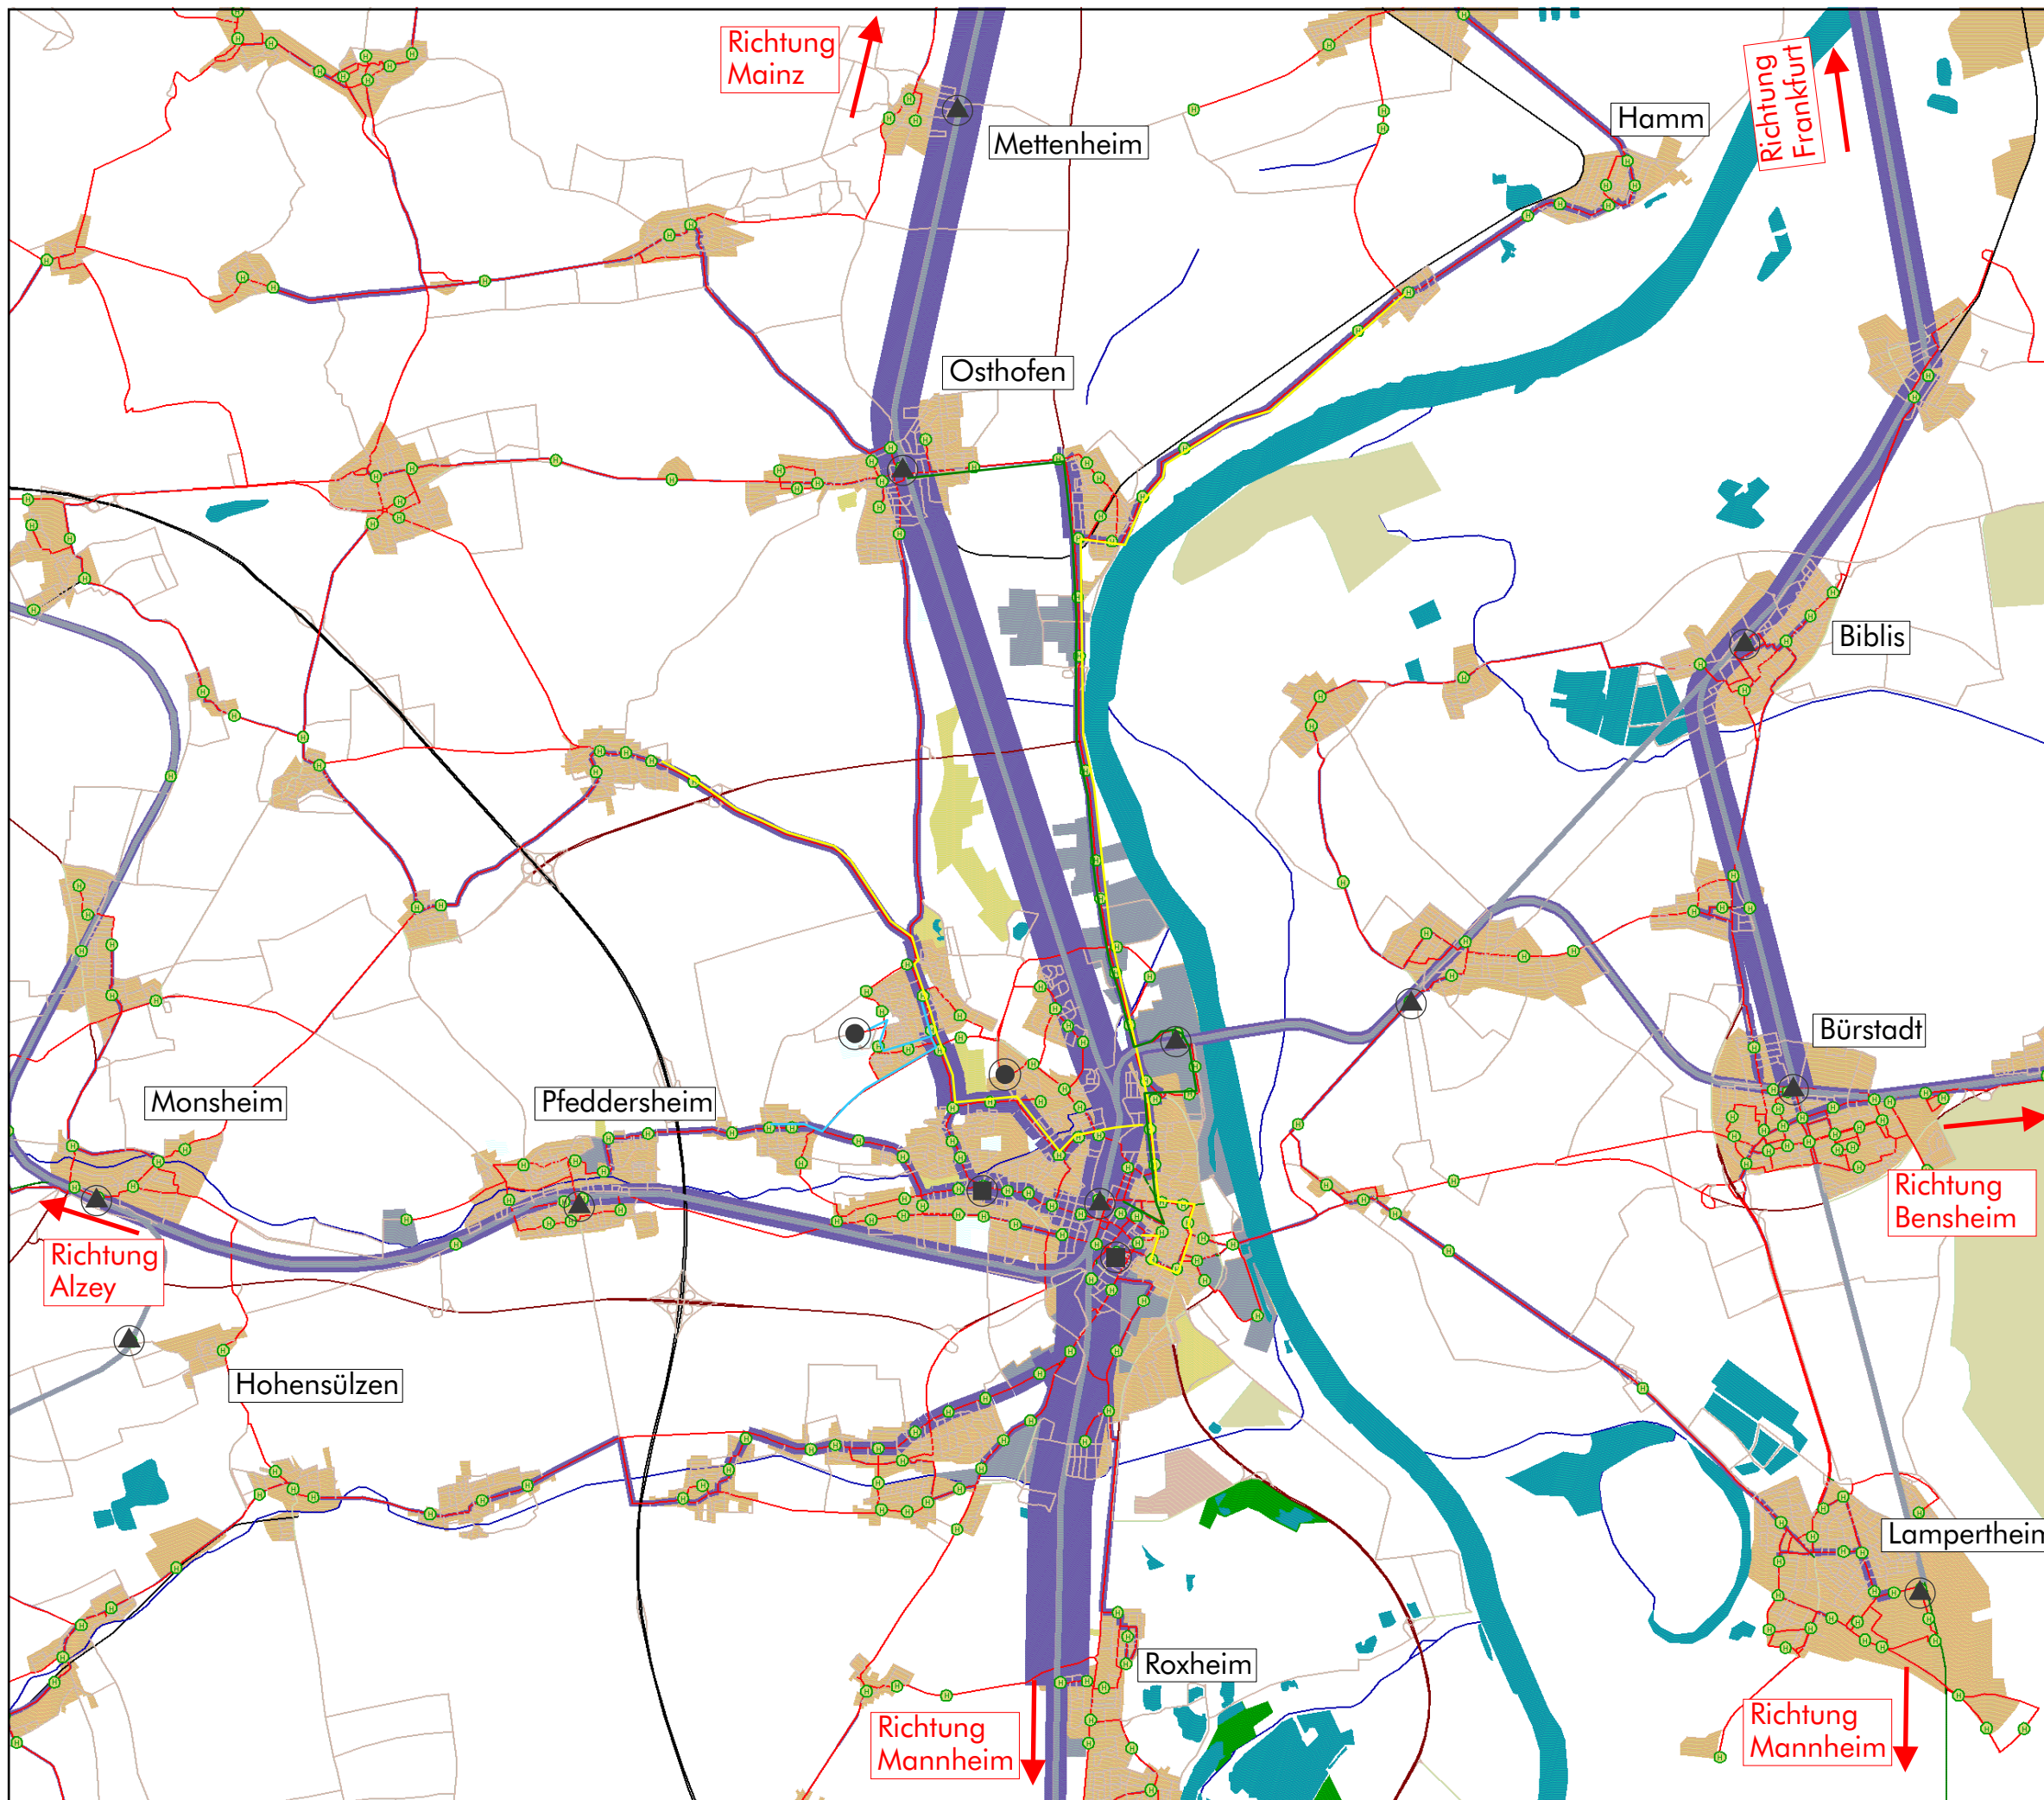 Richtung
Mainz
Mettenheim
Hamm
Richtung
Frankfurt
Osthofen
Biblis
Bürstadt
Monsheim
Pfeddersheim
Richtung
Bensheim
Richtung
Alzey
Hohensülzen
Lampertheim
Roxheim
Richtung
Mannheim
Richtung
Mannheim